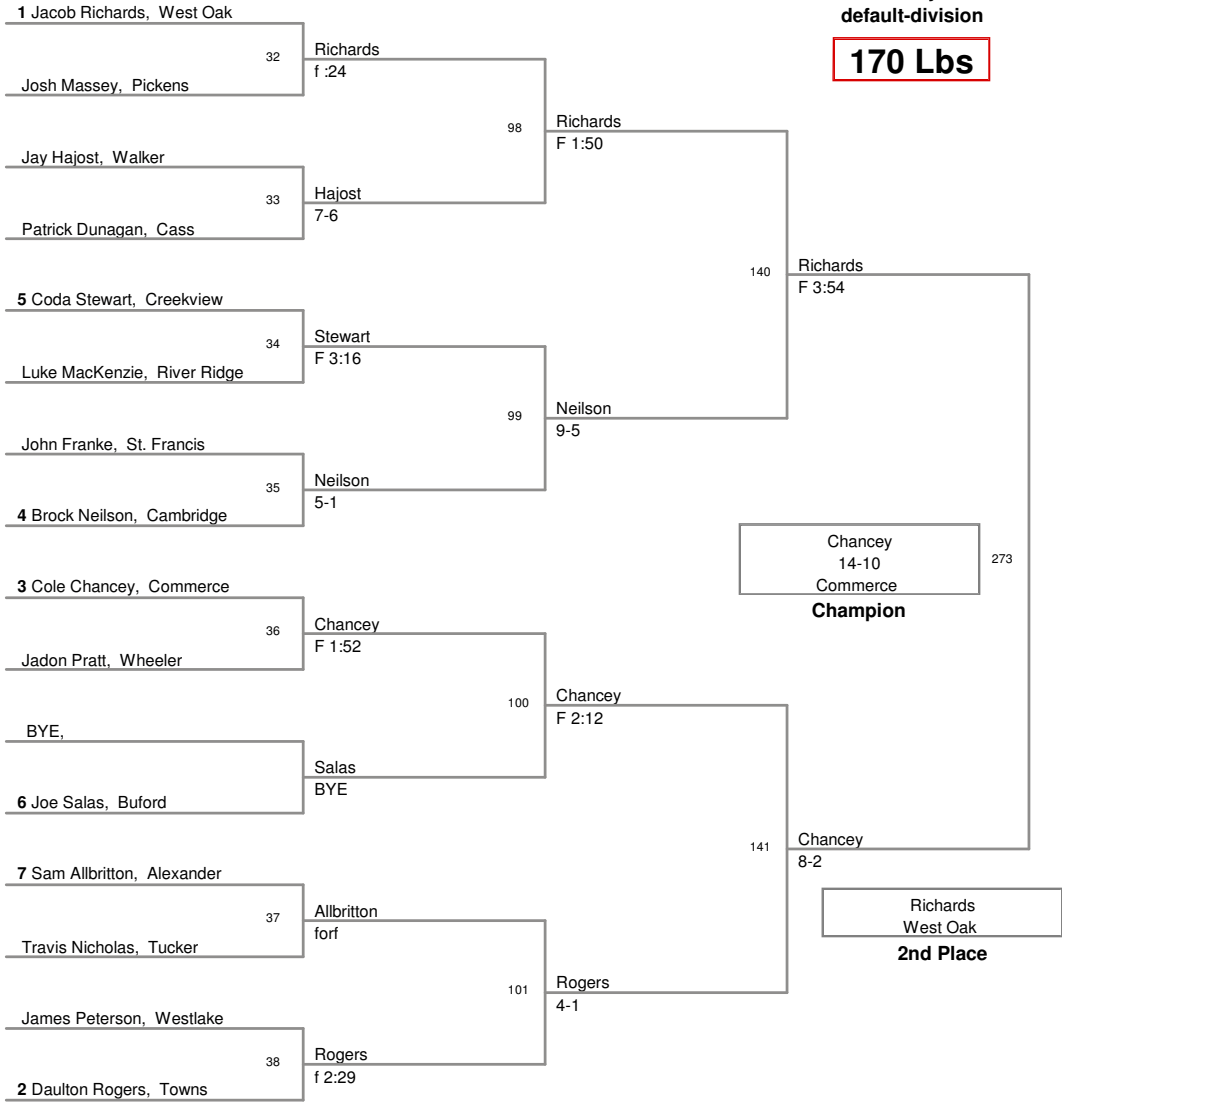 default-division
170 Lbs
1 Jacob Richards, West Oak
32
Richards
f :24
Josh Massey, Pickens
98
Richards
F 1:50
Jay Hajost, Walker
33
Hajost
7-6
Patrick Dunagan, Cass
140
Richards
F 3:54
5 Coda Stewart, Creekview
34
Stewart
F 3:16
Luke MacKenzie, River Ridge
99
Neilson
9-5
John Franke, St. Francis
35
Neilson
5-1
4 Brock Neilson, Cambridge
Chancey
14-10
Commerce
273
Champion
3 Cole Chancey, Commerce
36
Chancey
F 1:52
Jadon Pratt, Wheeler
100
Chancey
F 2:12
BYE,
Salas
BYE
6 Joe Salas, Buford
141
Chancey
8-2
7 Sam Allbritton, Alexander
37
Allbritton
forf
Richards
West Oak
2nd Place
Travis Nicholas, Tucker
101
Rogers
4-1
James Peterson, Westlake
38
Rogers
f 2:29
2 Daulton Rogers, Towns